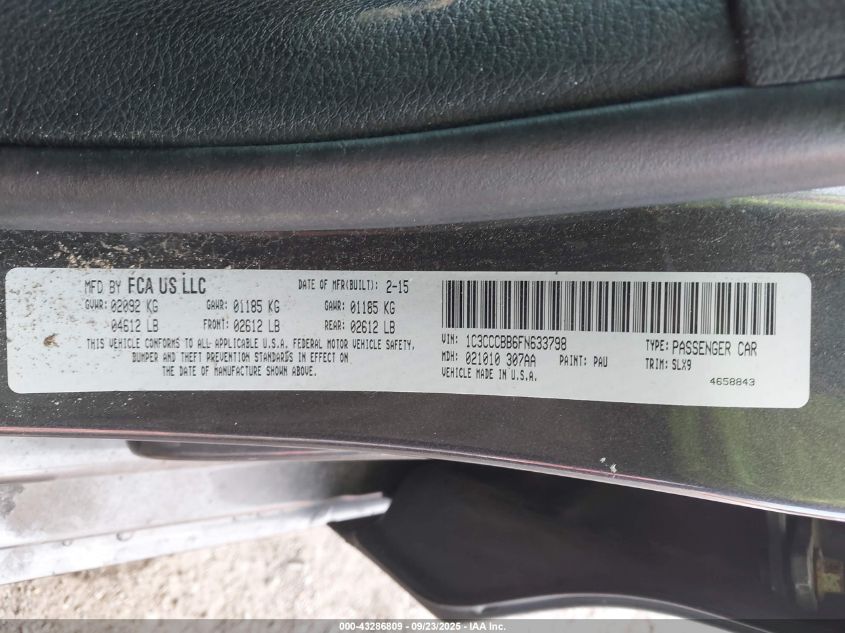 MFD BY FCA US LLC DATE OF MFR(BUILT): 2-15
GVWR: 02092 KG GAWR: 01185 KG GAWR: 01185 KG
04612 LB FRONT: 02612 LB REAR: 02612 LB
THIS VEHICLE CONFORMS TO ALL APPLICABLE U.S.A. FEDERAL MOTOR VEHICLE SAFETY,
BUMPER AND THEFT PREVENTION STANDARDS IN EFFECT ON
THE DATE OF MANUFACTURE SHOWN ABOVE.
VIN: 1C3CCCBB6FN633798 TYPE: PASSENGER CAR
MDH: 021010 307AA PAINT: PAU TRIM: SLX9
VEHICLE MADE IN U.S.A.
4658843
000-43286809 - 09/23/2025 - IAA Inc.